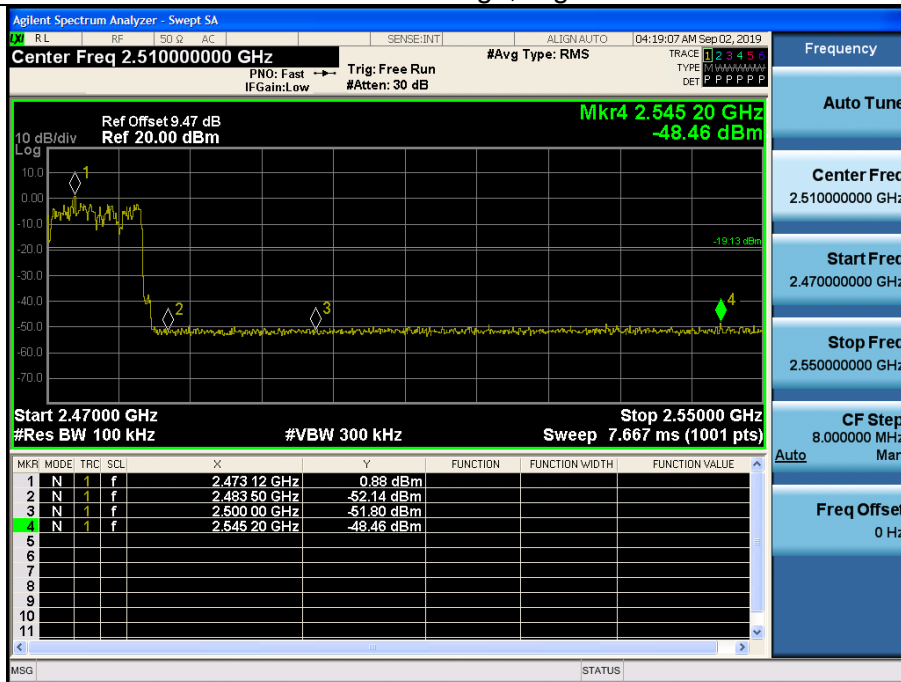 Agilent Spectrum Analyzer - Swept SA
LXI RL RF 50 Ω AC SENSE:INT ALIGN AUTO 04:19:07 AM Sep 02, 2019
Center Freq 2.510000000 GHz
#Avg Type: RMS
TRACE 1 2 3 4 5 6
TYPE M W W W W W
DET P P P P P P
PNO: Fast
IFGain:Low
Trig: Free Run
#Atten: 30 dB
Mkr4 2.545 20 GHz
-48.46 dBm
Ref Offset 9.47 dB
10 dB/div Ref 20.00 dBm
Log
10.0
0.00
-10.0
-20.0
-30.0
-40.0
-50.0
-60.0
-70.0
1
2
3
4
-19.13 dBm
Start 2.47000 GHz Stop 2.55000 GHz
#Res BW 100 kHz #VBW 300 kHz Sweep 7.667 ms (1001 pts)
MKR MODE TRC SCL X Y FUNCTION FUNCTION WIDTH FUNCTION VALUE
1 N 1 f 2.473 12 GHz 0.88 dBm
2 N 1 f 2.483 50 GHz -52.14 dBm
3 N 1 f 2.500 00 GHz -51.80 dBm
4 N 1 f 2.545 20 GHz -48.46 dBm
5
6
7
8
9
10
11
MSG STATUS
Frequency
Auto Tune
Center Freq
2.510000000 GHz
Start Freq
2.470000000 GHz
Stop Freq
2.550000000 GHz
CF Step
8.000000 MHz
Auto Man
Freq Offset
0 Hz